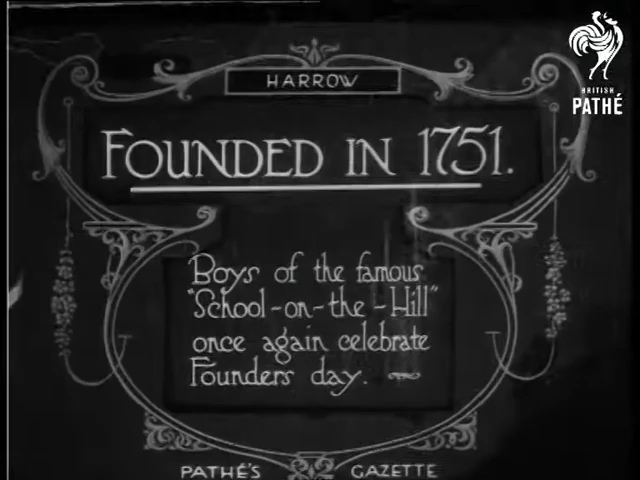 HARROW
BRITISH
PATHÉ
FOUNDED IN 1751.
Boys of the famous
"School-on-the-Hill"
once again celebrate
Founders day.
PATHÉ'S GAZETTE